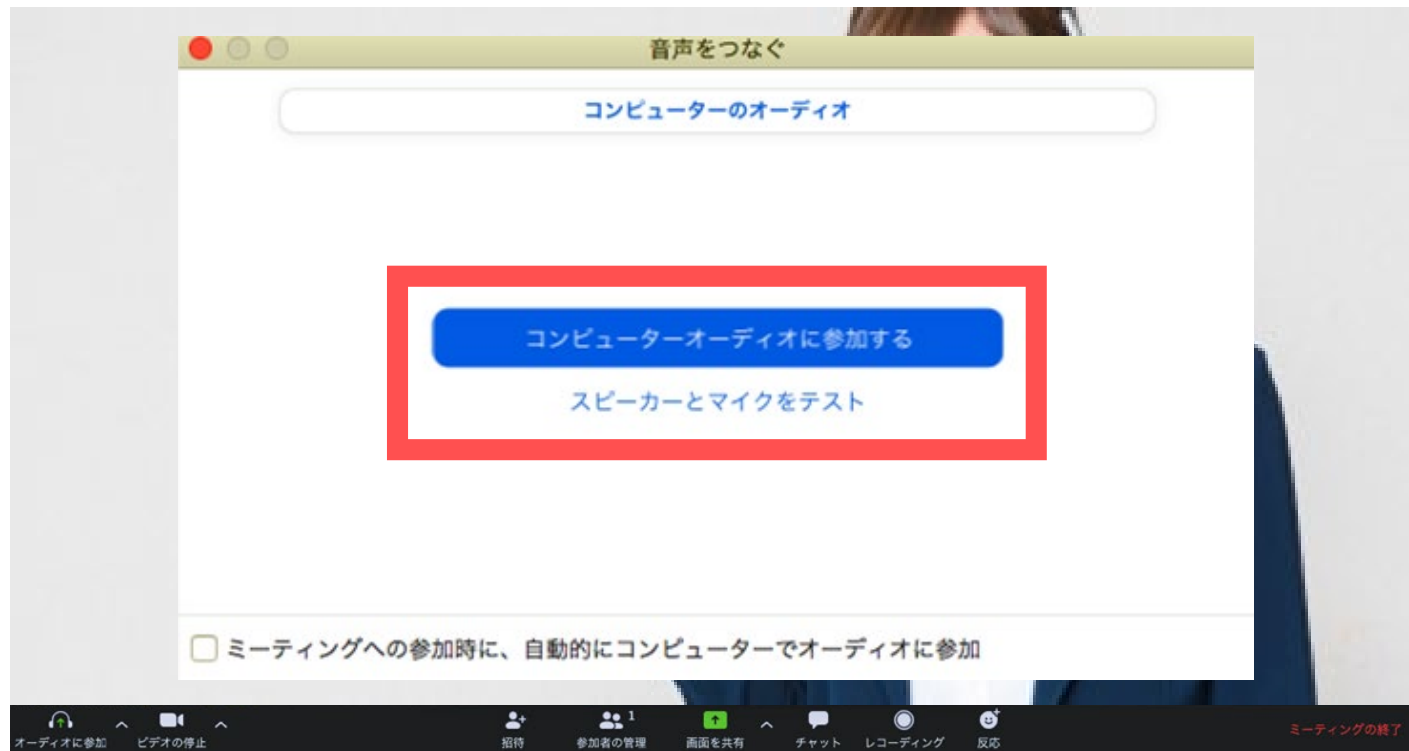 音声をつなぐ
コンピューターのオーディオ
コンピューターオーディオに参加する
スピーカーとマイクをテスト
ミーティングへの参加時に、自動的にコンピューターでオーディオに参加
オーディオに参加 ビデオの停止 招待 1 参加者の管理 画面を共有 チャット レコーディング 反応 ミーティングの終了